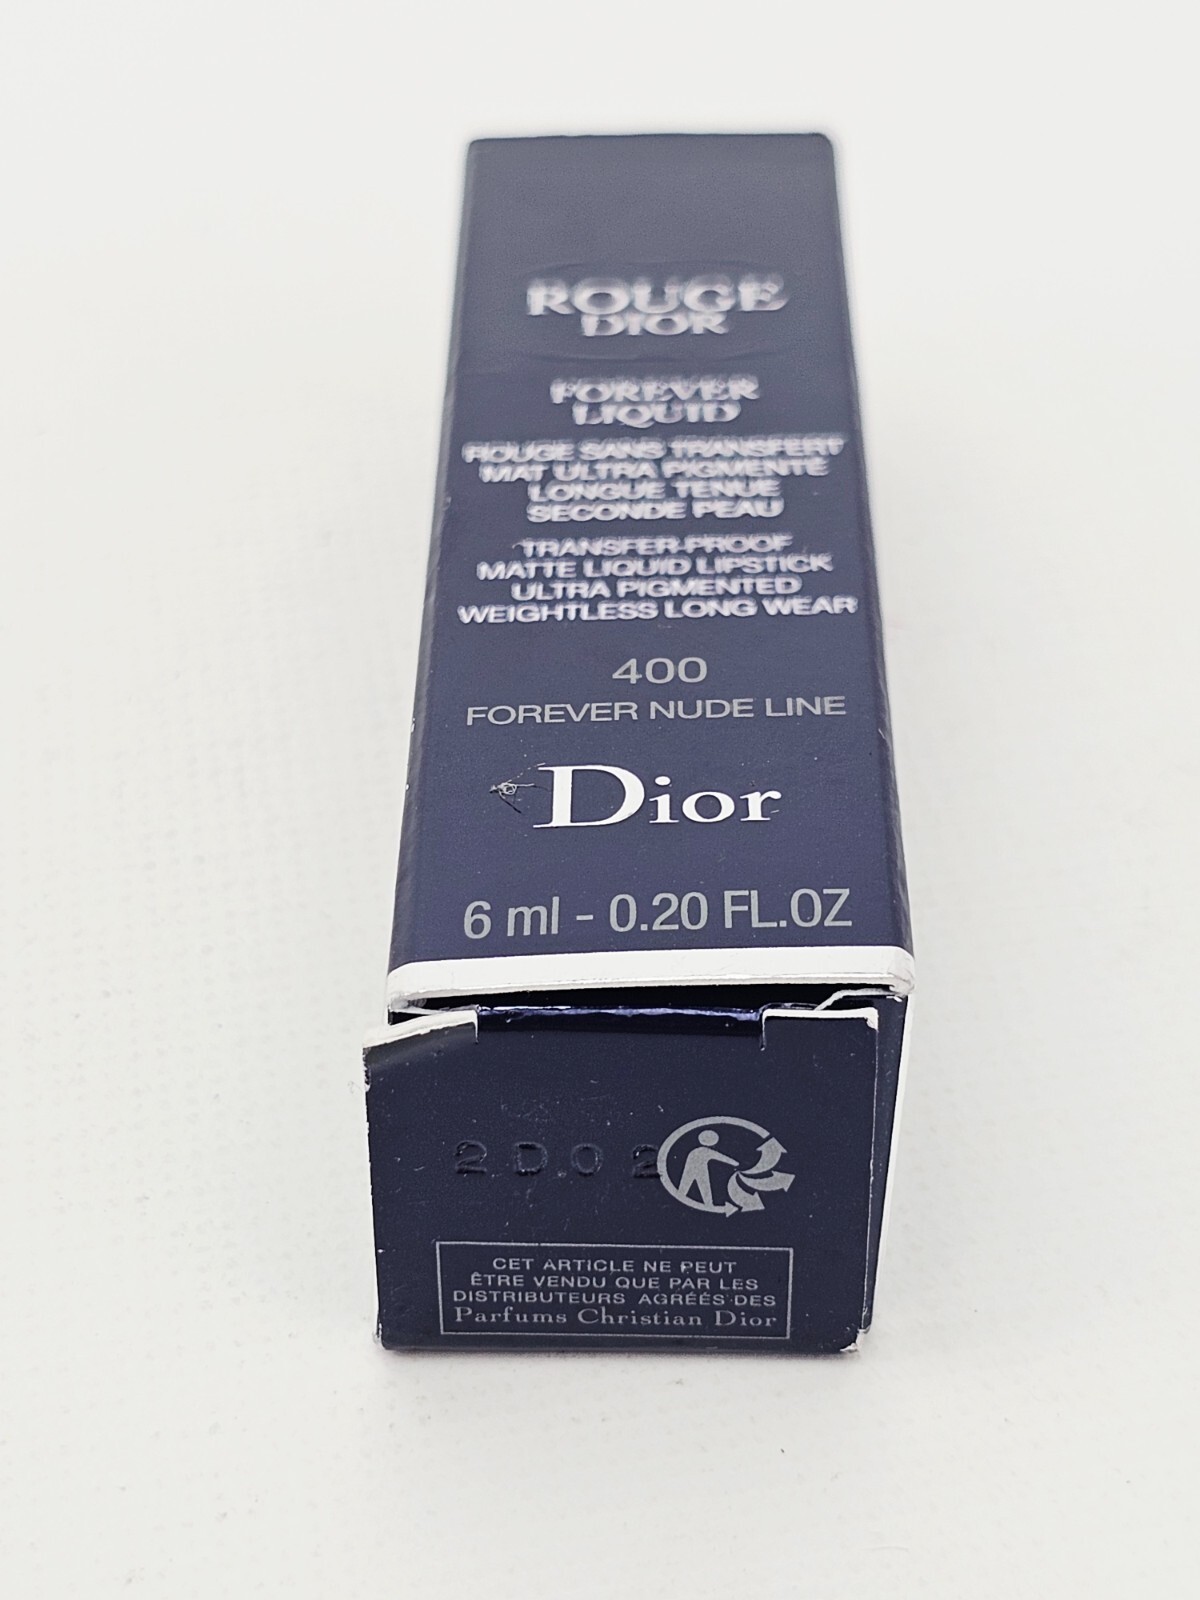 ROUGE
DIOR
FOREVER
LIQUID
ROUGE SANS TRANSFERT
MAT ULTRA PIGMENTÉ
LONGUE TENUE
SECONDE PEAU
TRANSFER-PROOF
MATTE LIQUID LIPSTICK
ULTRA PIGMENTED
WEIGHTLESS LONG WEAR
400
FOREVER NUDE LINE
Dior
6 ml - 0.20 FL.OZ
2D02
CET ARTICLE NE PEUT
ÊTRE VENDU QUE PAR LES
DISTRIBUTEURS AGRÉÉS DES
Parfums Christian Dior